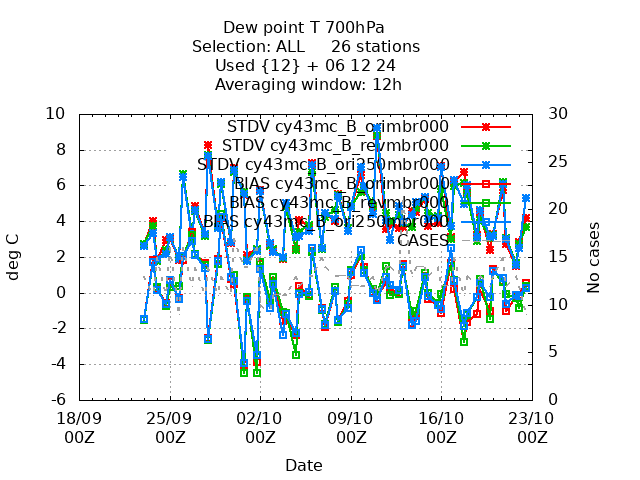 Dew point T 700hPa
Selection: ALL     26 stations
Used {12} + 06 12 24
Averaging window: 12h
10
8
6
4
2
0
-2
-4
-6
deg C
STDV cy43mc_B_orimbr000
STDV cy43mc_B_revmbr000
STDV cy43mc_B_ori250mbr000
BIAS cy43mc_B_orimbr000
BIAS cy43mc_B_revmbr000
BIAS cy43mc_B_ori250mbr000
CASES
30
25
20
15
10
5
0
No cases
18/09 25/09 02/10 09/10 16/10 23/10
00Z 00Z 00Z 00Z 00Z 00Z
Date